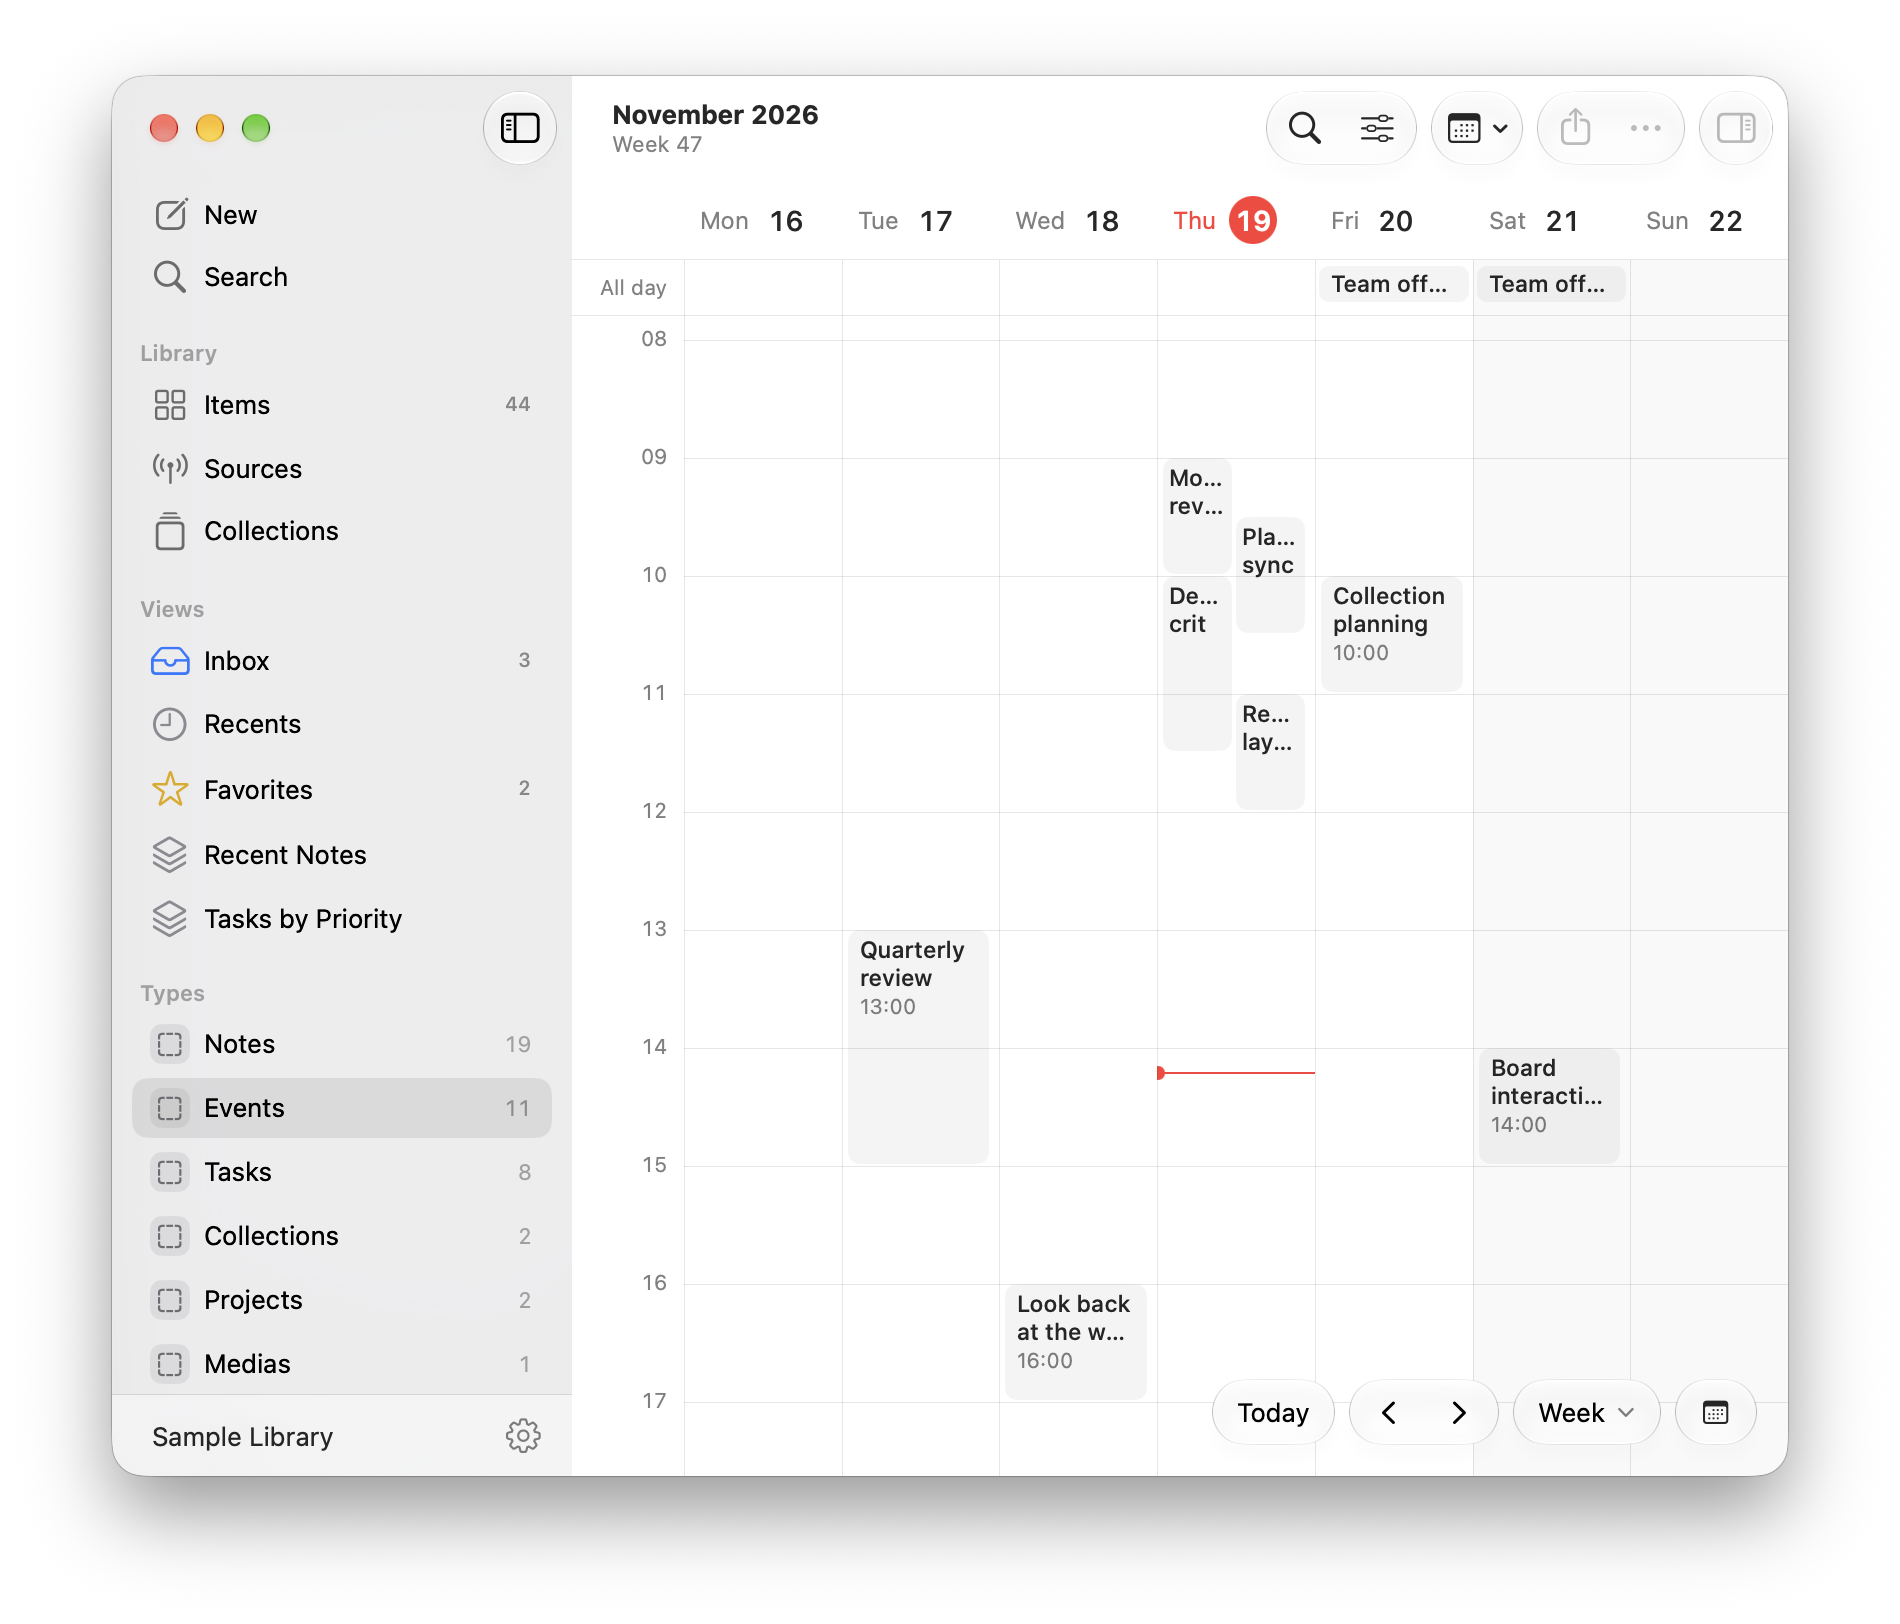 New
Search
Library
Items 44
Sources
Collections
Views
Inbox 3
Recents
Favorites 2
Recent Notes
Tasks by Priority
Types
Notes 19
Events 11
Tasks 8
Collections 2
Projects 2
Medias 1
Sample Library
November 2026
Week 47
Mon 16 Tue 17 Wed 18 Thu 19 Fri 20 Sat 21 Sun 22
All day
Team off...
Team off...
08
09
10
11
12
13
14
15
16
17
Quarterly
review
13:00
Look back
at the w...
16:00
Mo...
rev...
Pla...
sync
De...
crit
Re...
lay...
Collection
planning
10:00
Board
interacti...
14:00
Today
Week